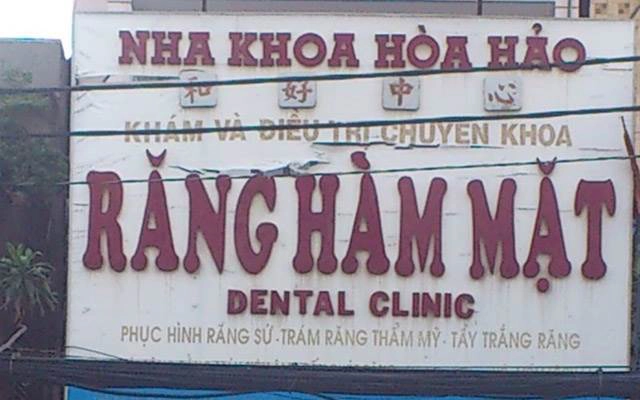 NHA KHOA HÒA HẢO
和 好 中 心
KHÁM VÀ ĐIỀU TRỊ CHUYÊN KHOA
RĂNG HÀM MẶT
DENTAL CLINIC
PHỤC HÌNH RĂNG SỨ - TRÁM RĂNG THẨM MỸ - TẨY TRẮNG RĂNG